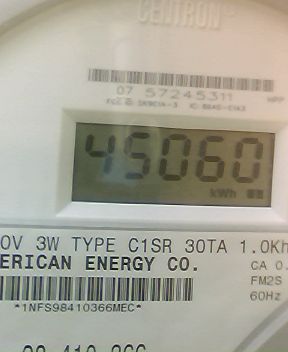 CENTRON
07 57245311
45060
kWh
0V 3W TYPE C1SR 30TA 1.0Kh
ERICAN ENERGY CO.
CA 0.
FM2S
60Hz
*1NFS98410366MEC*